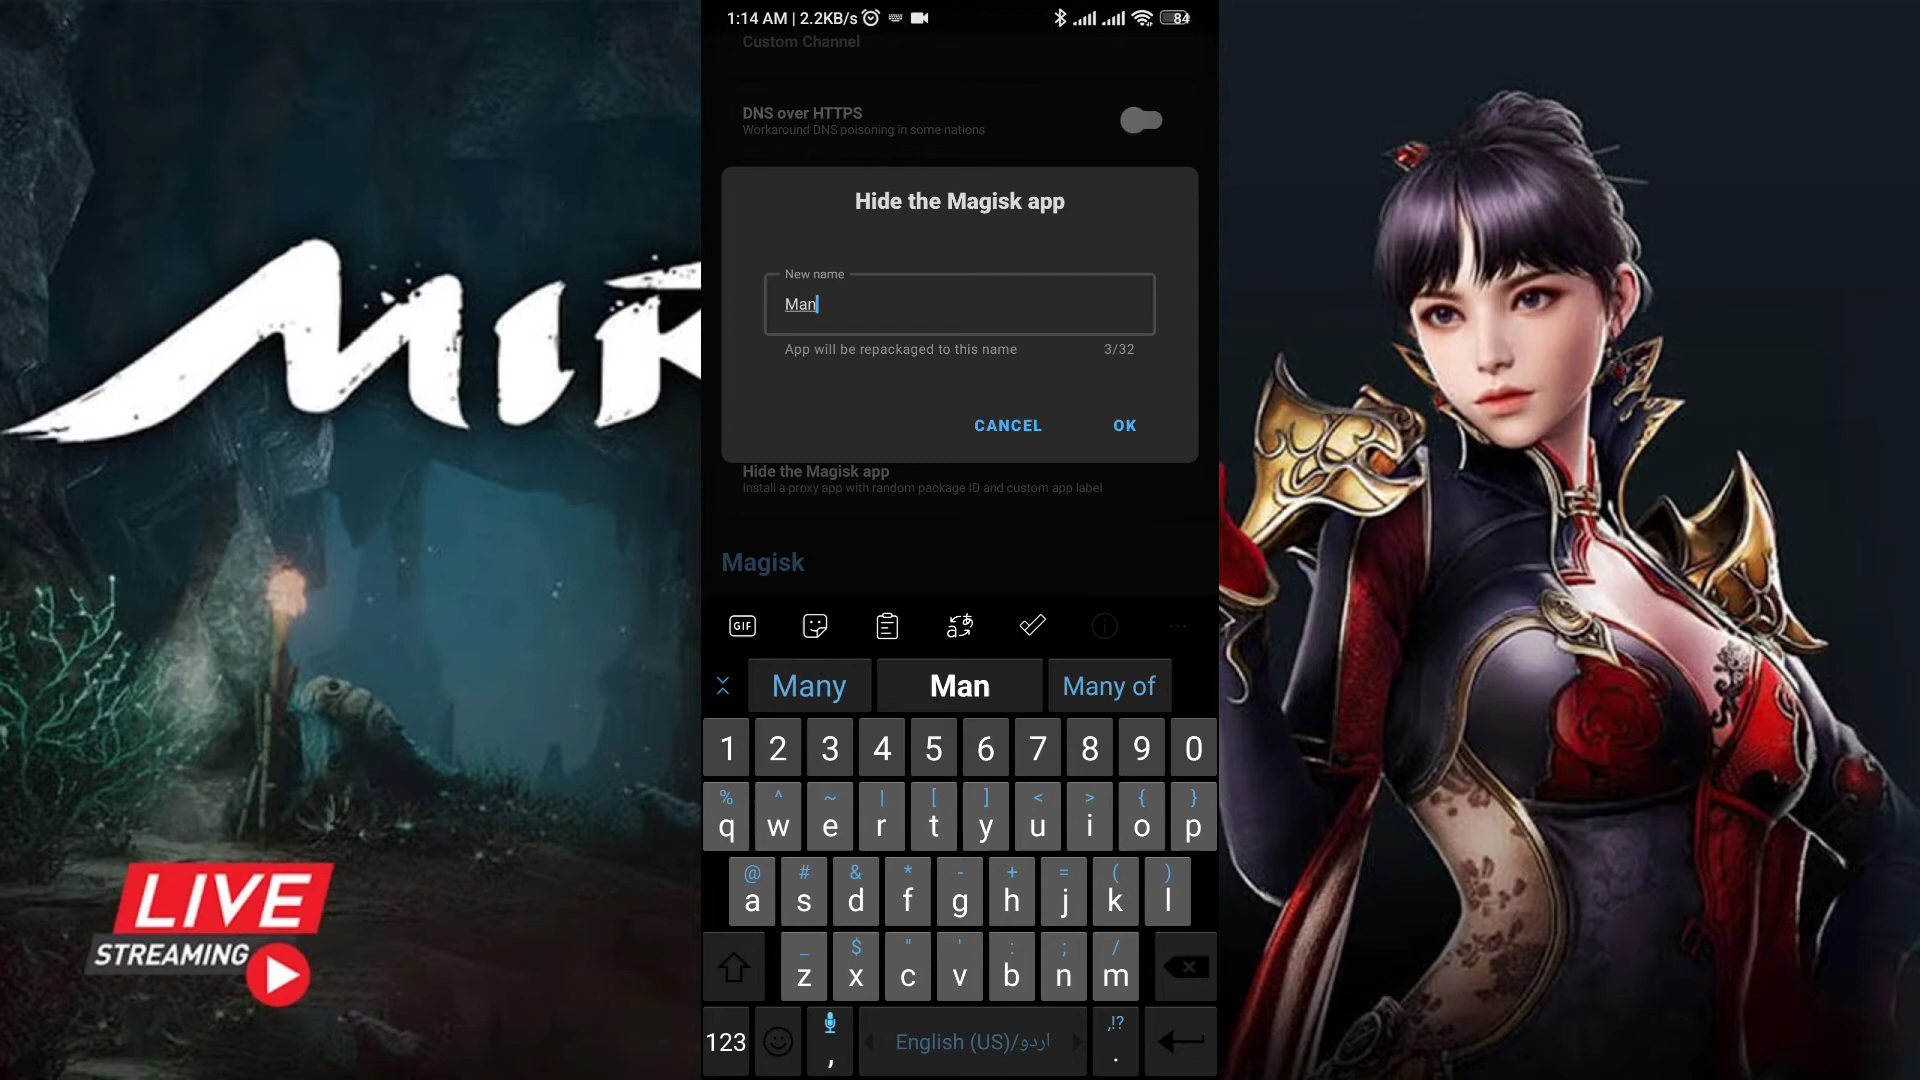 1:14 AM | 2.2KB/s
84
Custom Channel
DNS over HTTPS
Workaround DNS poisoning in some nations
Hide the Magisk app
New name
Man
App will be repackaged to this name 3/32
CANCEL OK
Hide the Magisk app
Install a proxy app with random package ID and custom app label
Magisk
GIF
Many Man Many of
1 2 3 4 5 6 7 8 9 0
% ^ ~ | [ ] < > { }
q w e r t y u i o p
@ # & * - + = ( )
a s d f g h j k l
_ $ " ' : ; /
z x c v b n m
,!?
123 , English (US)/اردو .
MIR
LIVE
STREAMING